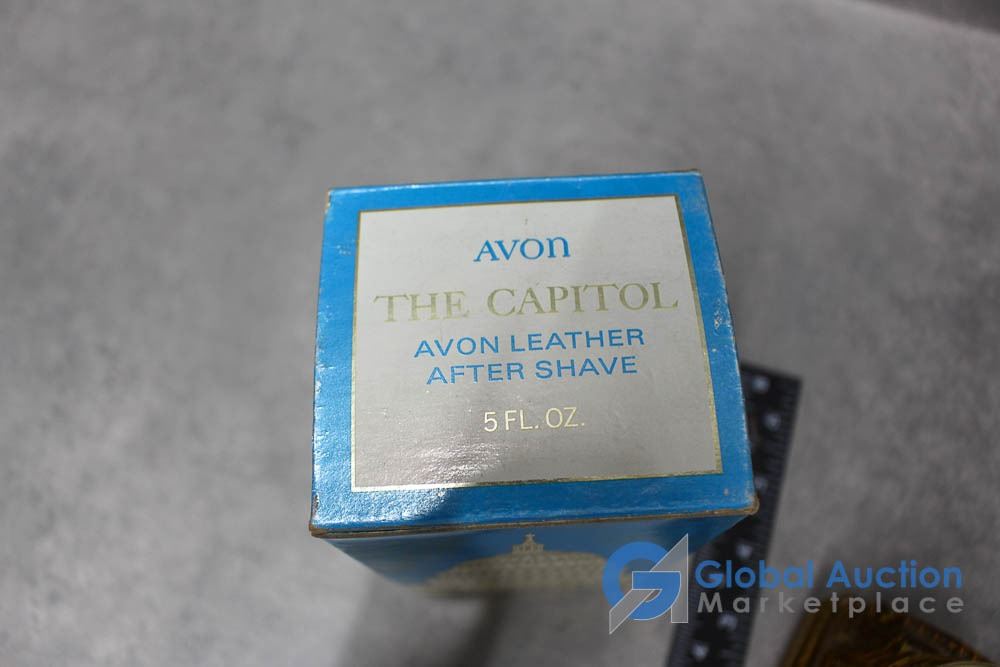 AVON
THE CAPITOL
AVON LEATHER
AFTER SHAVE
5 FL. OZ.
Global Auction
Marketplace